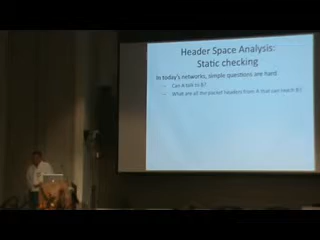 Header Space Analysis:
Static checking
In today's networks, simple questions are hard
- Can A talk to B?
- What are all the packet headers from A that can reach B?